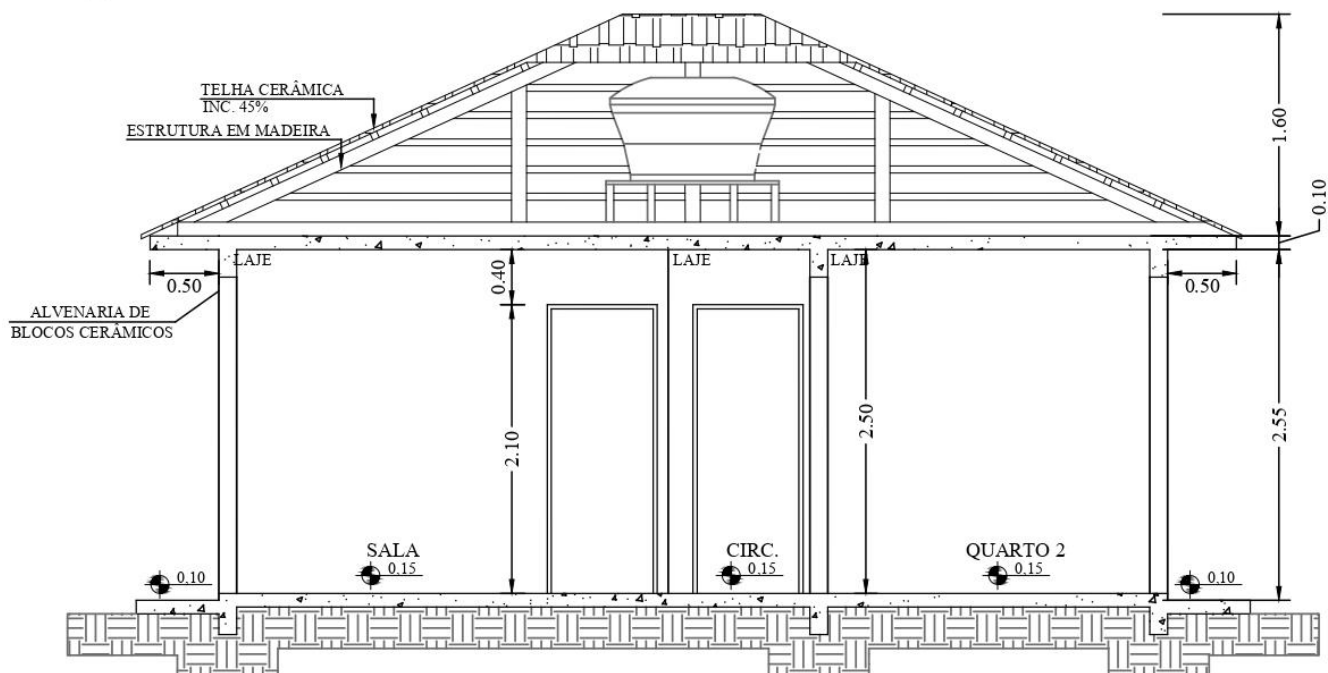 TELHA CERÂMICA
INC. 45%
ESTRUTURA EM MADEIRA
1.60
0.10
LAJE
LAJE
LAJE
0.50
0.40
0.50
ALVENARIA DE
BLOCOS CERÂMICOS
2.10
2.50
2.55
SALA
CIRC.
QUARTO 2
0,10
0,15
0,15
0,15
0,10